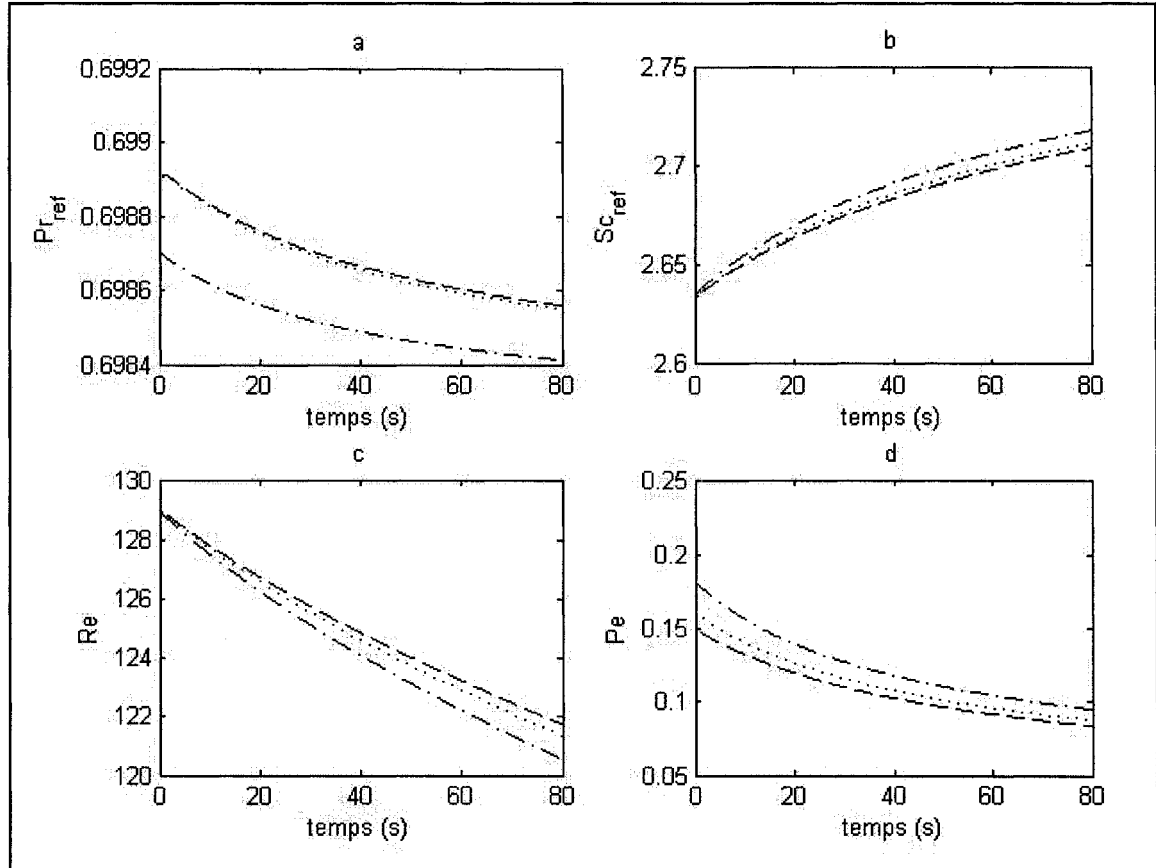 a
0.6992
0.699
0.6988
0.6986
0.6984
Pr_ref
0 20 40 60 80
temps (s)
b
2.75
2.7
2.65
2.6
Sc_ref
0 20 40 60 80
temps (s)
c
130
128
126
124
122
120
Re
0 20 40 60 80
temps (s)
d
0.25
0.2
0.15
0.1
0.05
Pe
0 20 40 60 80
temps (s)